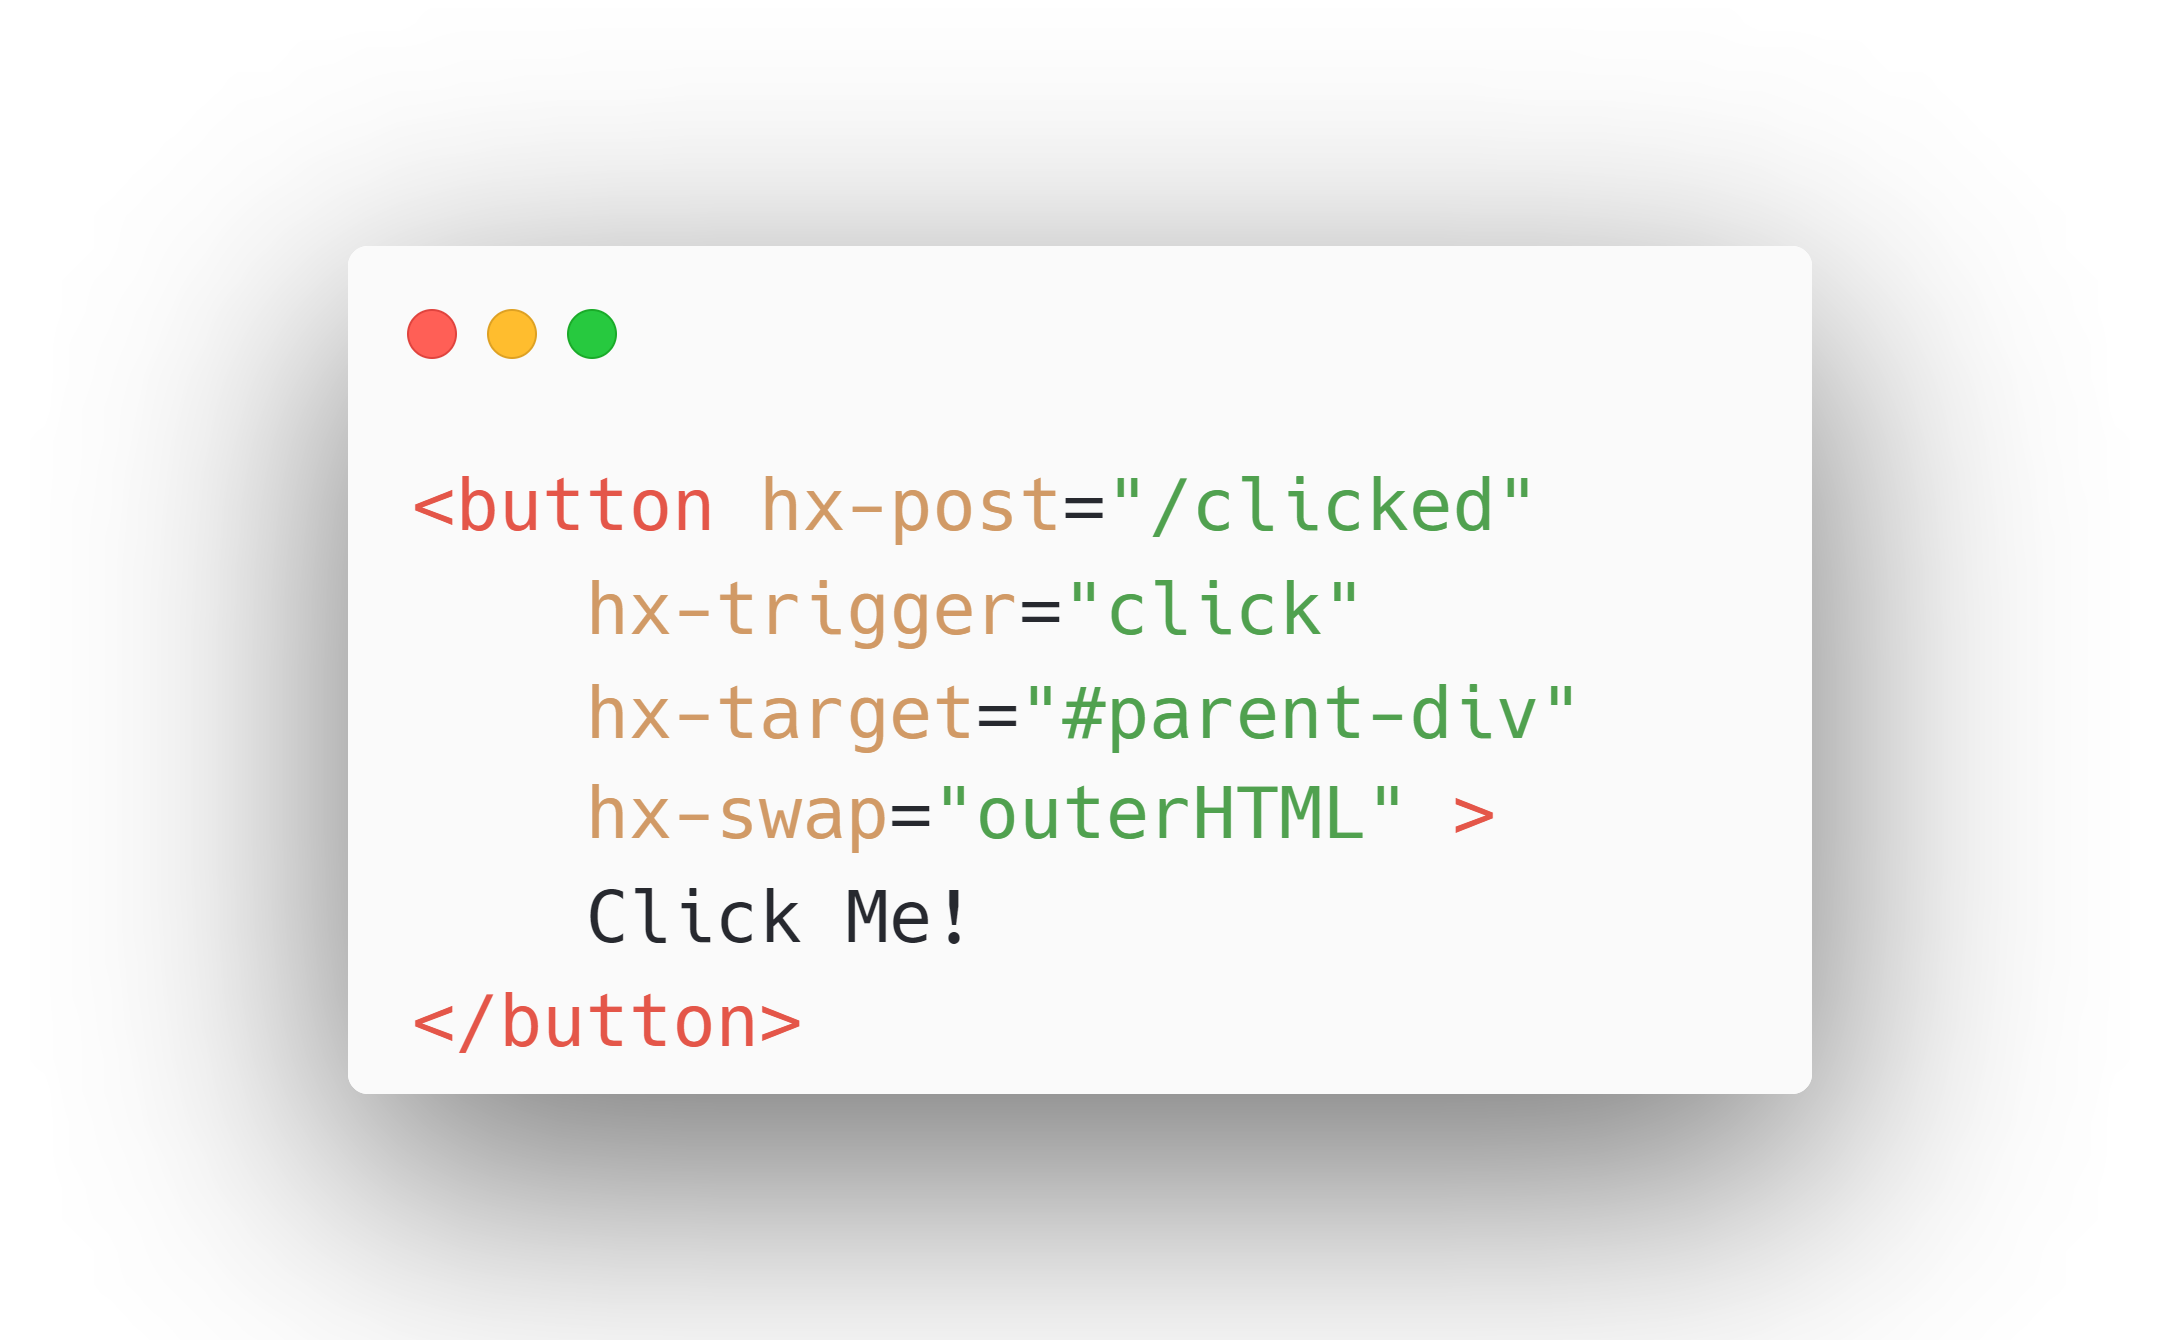 <button hx-post="/clicked"
    hx-trigger="click"
    hx-target="#parent-div"
    hx-swap="outerHTML" >
    Click Me!
</button>